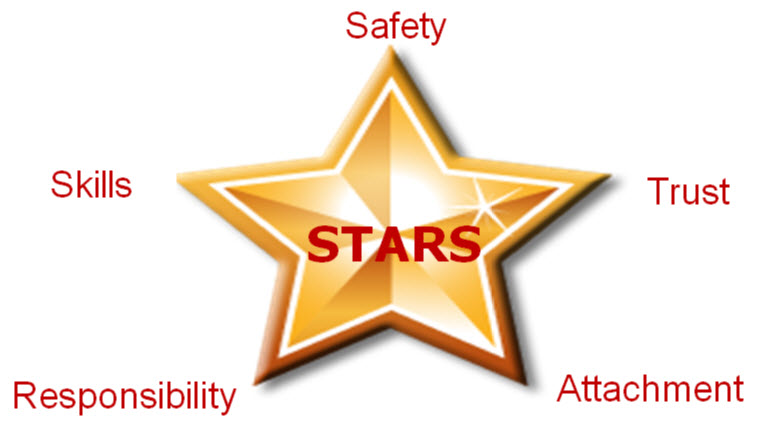 Safety
Skills
Trust
STARS
Responsibility
Attachment